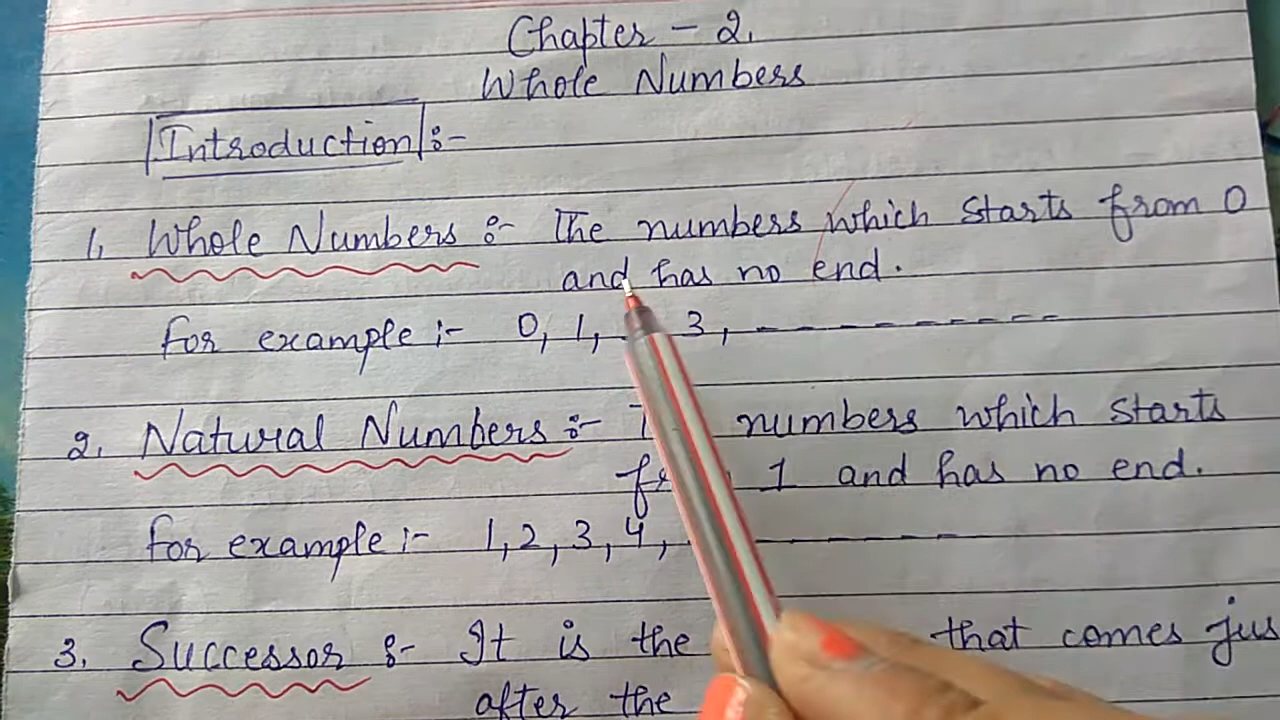 Chapter - 2.
Whole Numbers
Introduction :-
1. Whole Numbers :- The numbers which starts from 0
and has no end.
for example :- 0, 1, 3, ----------
2. Natural Numbers :- numbers which starts
1 and has no end.
for example :- 1, 2, 3, 4, --------
3. Successor :- It is the that comes
after the